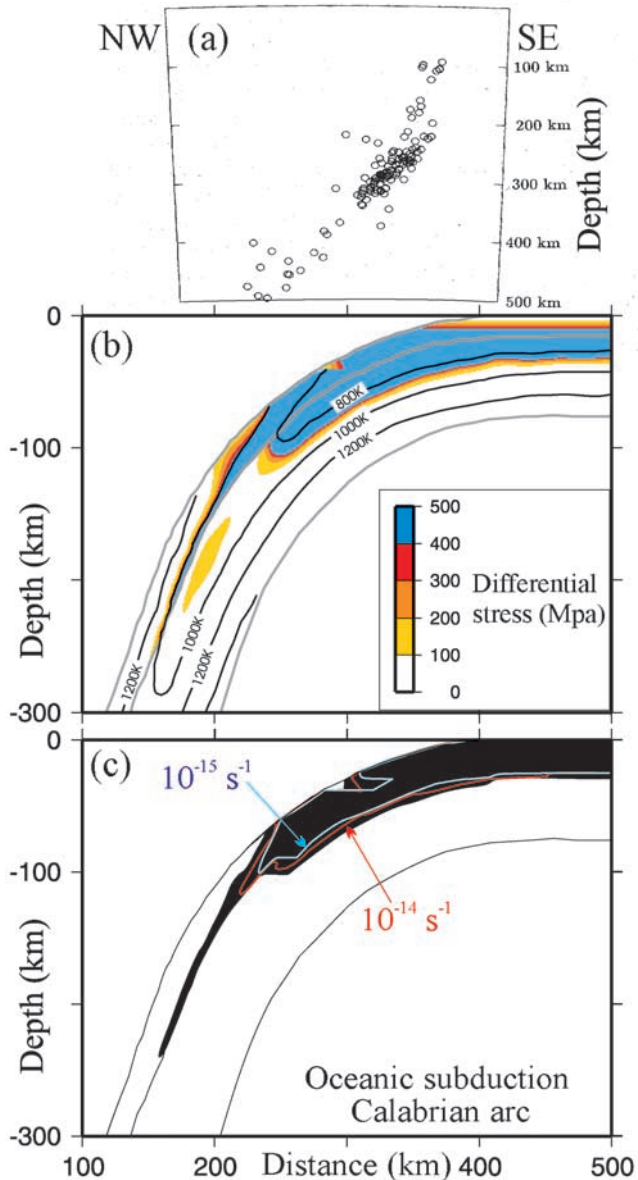 NW (a) SE
100 km
200 km
300 km
400 km
500 km
Depth (km)
(b)
0
-100
-200
-300
Depth (km)
800K
1000K
1200K
1000K
1200K
1200K
500
400
300
200
100
0
Differential
stress (Mpa)
(c)
0
-100
-300
Depth (km)
10⁻¹⁵ s⁻¹
10⁻¹⁴ s⁻¹
Oceanic subduction
Calabrian arc
100 200 300 400 500
Distance (km)